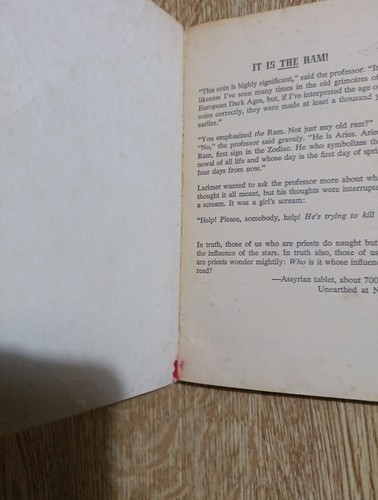 IT IS THE RAM!
"This coin is highly significant," said the professor. "It
likeness I've seen many times in the old grimoires of
European Dark Ages, but, if I've interpreted the age of
coins correctly, they were made at least a thousand y
earlier."
"You emphasized the Ram. Not just any old ram?"
"No," the professor said gravely. "He is Aries. Arie
Ram, first sign in the Zodiac. He who symbolizes th
newal of all life and whose day is the first day of sprin
four days from now."
Larimer wanted to ask the professor more about wha
thought it all meant, but his thoughts were interrupt
a scream. It was a girl's scream:
"Help! Please, somebody, help! He's trying to kill
In truth, those of us who are priests do naught but
the influence of the stars. In truth also, those of us
are priests wonder mightily: Who is it whose influenc
read?
—Assyrian tablet, about 700
Unearthed at N